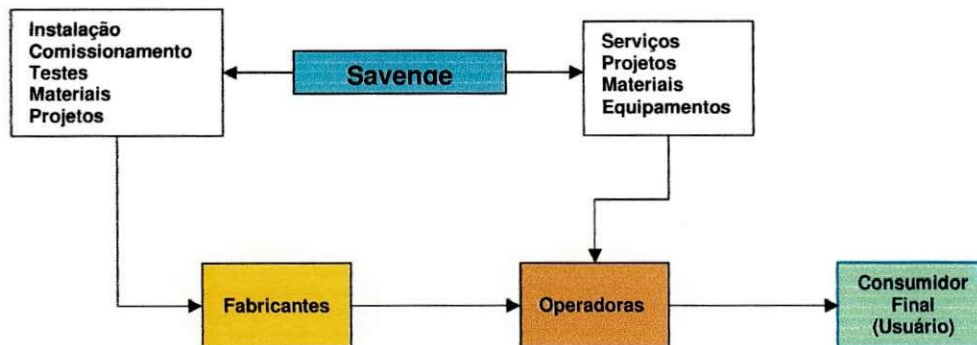 Instalação
Comissionamento
Testes
Materiais
Projetos
Savenge
Serviços
Projetos
Materiais
Equipamentos
Fabricantes
Operadoras
Consumidor
Final
(Usuário)